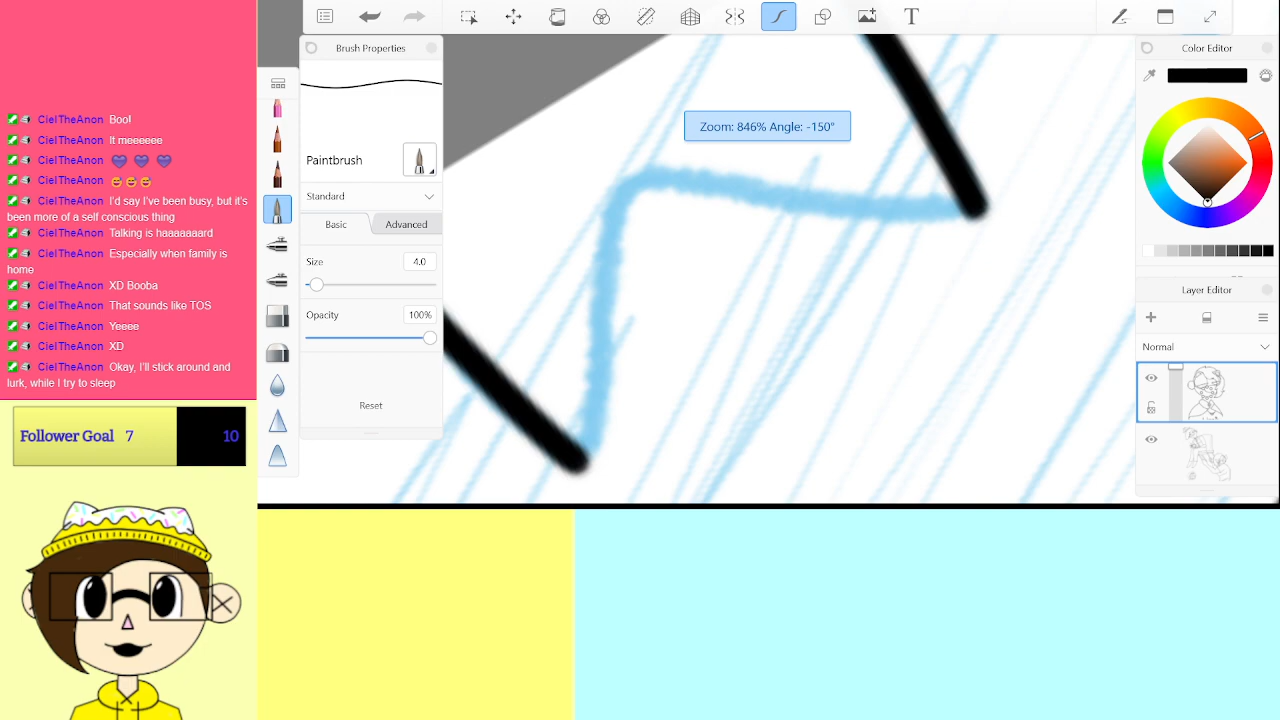 CielTheAnon Boo!
CielTheAnon It meeeeee
CielTheAnon
CielTheAnon
CielTheAnon I'd say I've been busy, but it's
been more of a self conscious thing
CielTheAnon Talking is haaaaaaard
CielTheAnon Especially when family is
home
CielTheAnon XD Booba
CielTheAnon That sounds like TOS
CielTheAnon Yeeee
CielTheAnon XD
CielTheAnon Okay, I'll stick around and
lurk, while I try to sleep
Follower Goal 7 10
T
Brush Properties
Paintbrush
Standard
Basic Advanced
Size 4.0
Opacity 100%
Reset
Zoom: 846% Angle: -150°
Color Editor
Layer Editor
Normal